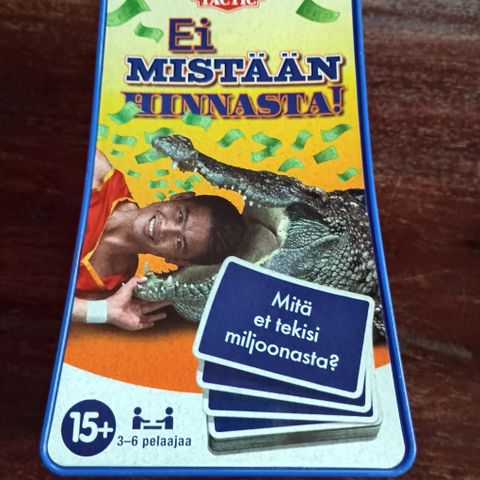 TACTIC
Ei
MISTÄÄN
HINNASTA!
Mitä
et tekisi
miljoonasta?
15+
3–6 pelaajaa